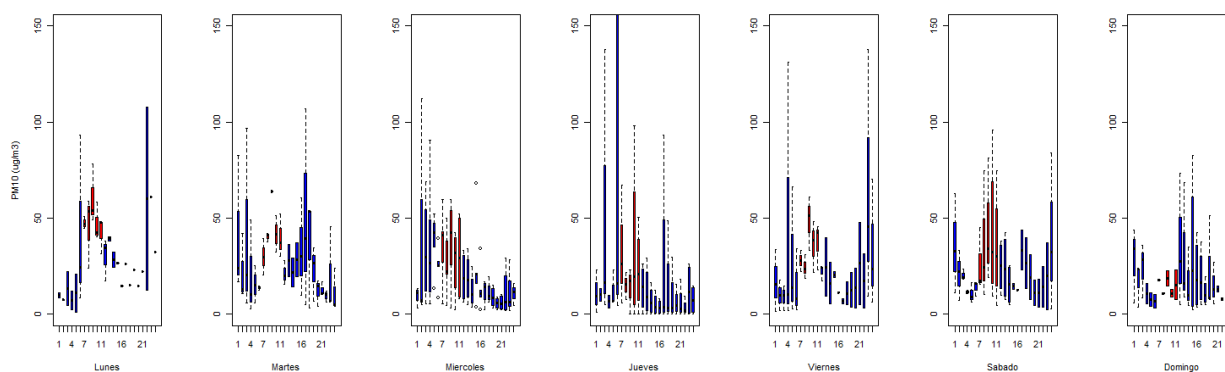 PM10 (ug/m3)
0 50 100 150
1 4 7 11 16 21
Lunes
0 50 100 150
1 4 7 11 16 21
Martes
0 50 100 150
1 4 7 11 16 21
Miercoles
0 50 100 150
1 4 7 11 16 21
Jueves
0 50 100 150
1 4 7 11 16 21
Viernes
0 50 100 150
1 4 7 11 16 21
Sabado
0 50 100 150
1 4 7 11 16 21
Domingo